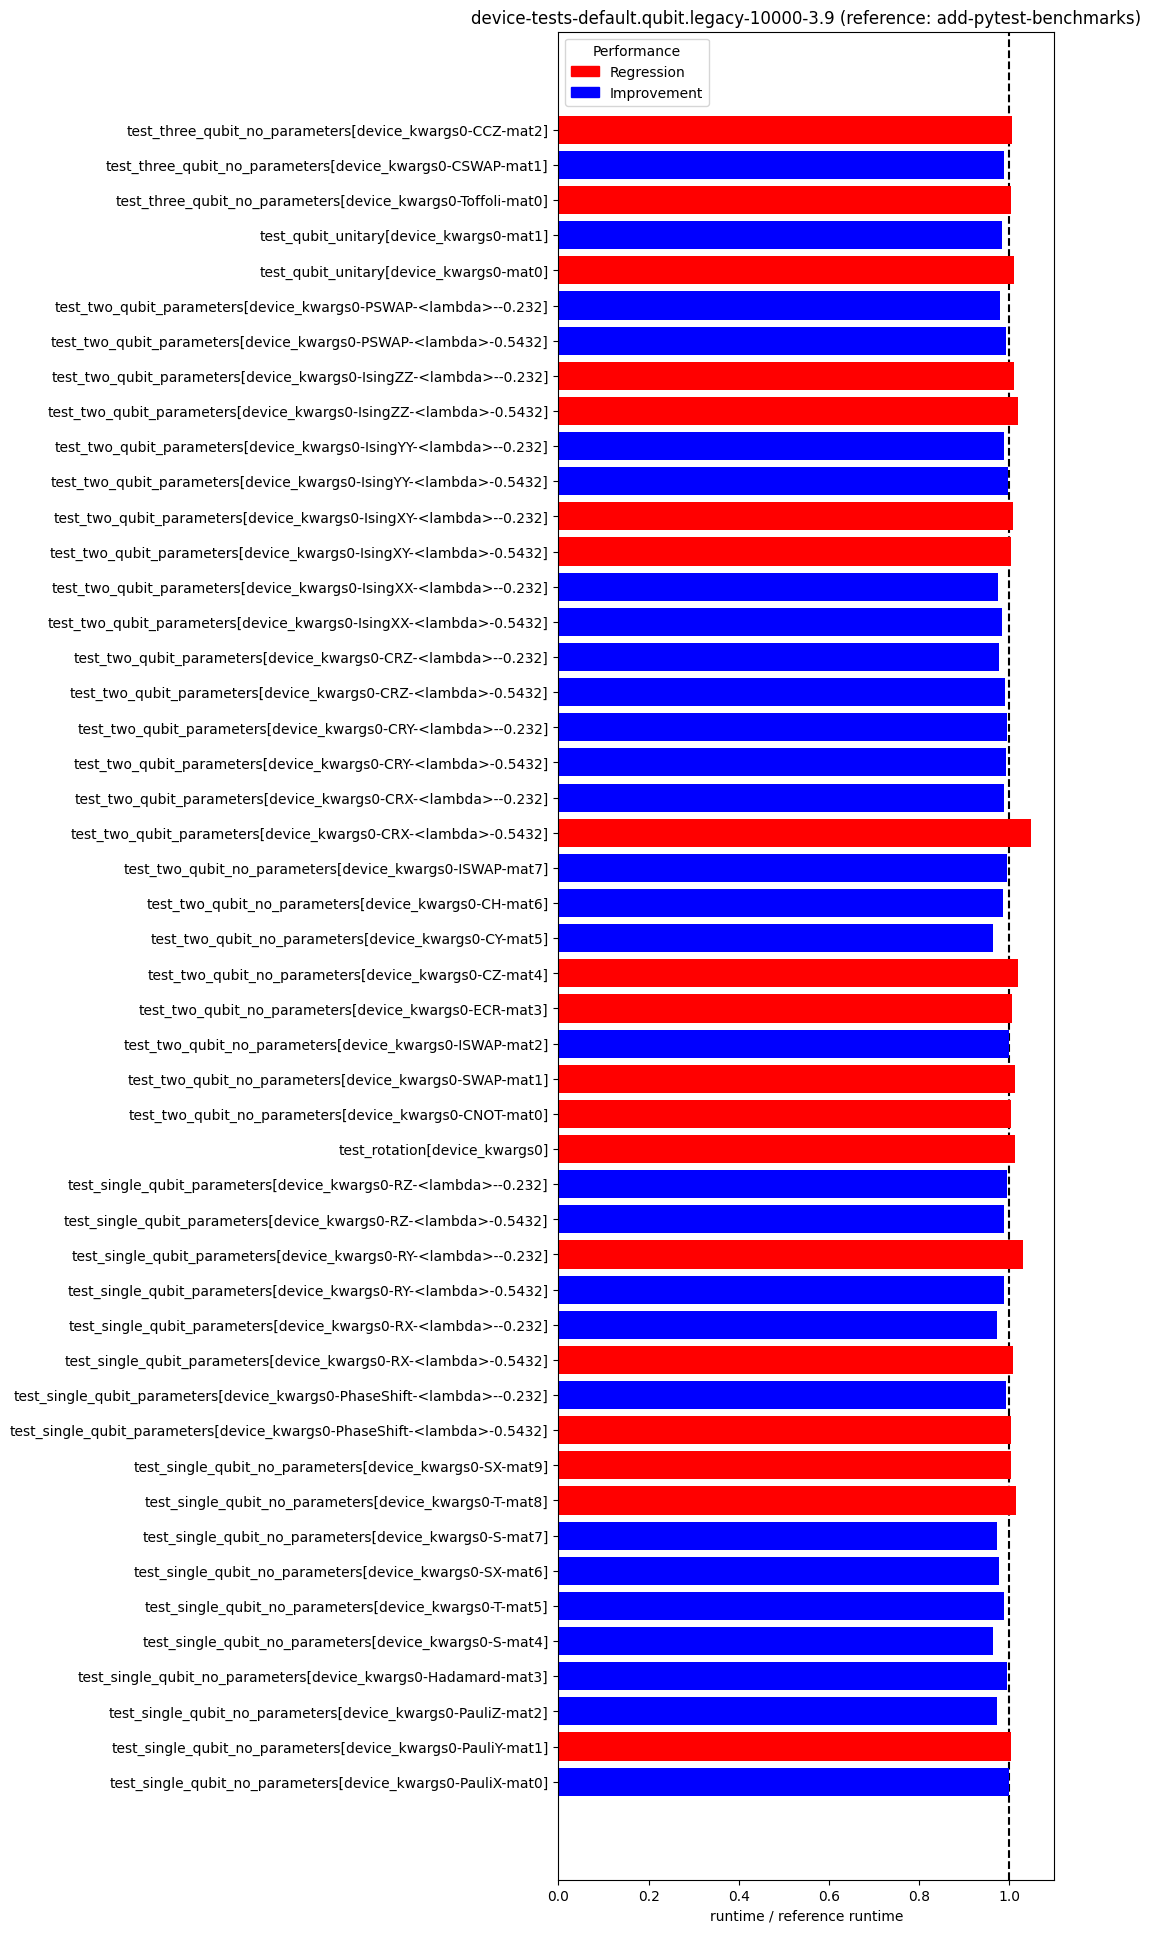 device-tests-default.qubit.legacy-10000-3.9 (reference: add-pytest-benchmarks)
Performance
Regression
Improvement
test_three_qubit_no_parameters[device_kwargs0-CCZ-mat2]
test_three_qubit_no_parameters[device_kwargs0-CSWAP-mat1]
test_three_qubit_no_parameters[device_kwargs0-Toffoli-mat0]
test_qubit_unitary[device_kwargs0-mat1]
test_qubit_unitary[device_kwargs0-mat0]
test_two_qubit_parameters[device_kwargs0-PSWAP-<lambda>--0.232]
test_two_qubit_parameters[device_kwargs0-PSWAP-<lambda>-0.5432]
test_two_qubit_parameters[device_kwargs0-IsingZZ-<lambda>--0.232]
test_two_qubit_parameters[device_kwargs0-IsingZZ-<lambda>-0.5432]
test_two_qubit_parameters[device_kwargs0-IsingYY-<lambda>--0.232]
test_two_qubit_parameters[device_kwargs0-IsingYY-<lambda>-0.5432]
test_two_qubit_parameters[device_kwargs0-IsingXY-<lambda>--0.232]
test_two_qubit_parameters[device_kwargs0-IsingXY-<lambda>-0.5432]
test_two_qubit_parameters[device_kwargs0-IsingXX-<lambda>--0.232]
test_two_qubit_parameters[device_kwargs0-IsingXX-<lambda>-0.5432]
test_two_qubit_parameters[device_kwargs0-CRZ-<lambda>--0.232]
test_two_qubit_parameters[device_kwargs0-CRZ-<lambda>-0.5432]
test_two_qubit_parameters[device_kwargs0-CRY-<lambda>--0.232]
test_two_qubit_parameters[device_kwargs0-CRY-<lambda>-0.5432]
test_two_qubit_parameters[device_kwargs0-CRX-<lambda>--0.232]
test_two_qubit_parameters[device_kwargs0-CRX-<lambda>-0.5432]
test_two_qubit_no_parameters[device_kwargs0-ISWAP-mat7]
test_two_qubit_no_parameters[device_kwargs0-CH-mat6]
test_two_qubit_no_parameters[device_kwargs0-CY-mat5]
test_two_qubit_no_parameters[device_kwargs0-CZ-mat4]
test_two_qubit_no_parameters[device_kwargs0-ECR-mat3]
test_two_qubit_no_parameters[device_kwargs0-ISWAP-mat2]
test_two_qubit_no_parameters[device_kwargs0-SWAP-mat1]
test_two_qubit_no_parameters[device_kwargs0-CNOT-mat0]
test_rotation[device_kwargs0]
test_single_qubit_parameters[device_kwargs0-RZ-<lambda>--0.232]
test_single_qubit_parameters[device_kwargs0-RZ-<lambda>-0.5432]
test_single_qubit_parameters[device_kwargs0-RY-<lambda>--0.232]
test_single_qubit_parameters[device_kwargs0-RY-<lambda>-0.5432]
test_single_qubit_parameters[device_kwargs0-RX-<lambda>--0.232]
test_single_qubit_parameters[device_kwargs0-RX-<lambda>-0.5432]
test_single_qubit_parameters[device_kwargs0-PhaseShift-<lambda>--0.232]
test_single_qubit_parameters[device_kwargs0-PhaseShift-<lambda>-0.5432]
test_single_qubit_no_parameters[device_kwargs0-SX-mat9]
test_single_qubit_no_parameters[device_kwargs0-T-mat8]
test_single_qubit_no_parameters[device_kwargs0-S-mat7]
test_single_qubit_no_parameters[device_kwargs0-SX-mat6]
test_single_qubit_no_parameters[device_kwargs0-T-mat5]
test_single_qubit_no_parameters[device_kwargs0-S-mat4]
test_single_qubit_no_parameters[device_kwargs0-Hadamard-mat3]
test_single_qubit_no_parameters[device_kwargs0-PauliZ-mat2]
test_single_qubit_no_parameters[device_kwargs0-PauliY-mat1]
test_single_qubit_no_parameters[device_kwargs0-PauliX-mat0]
0.0 0.2 0.4 0.6 0.8 1.0
runtime / reference runtime